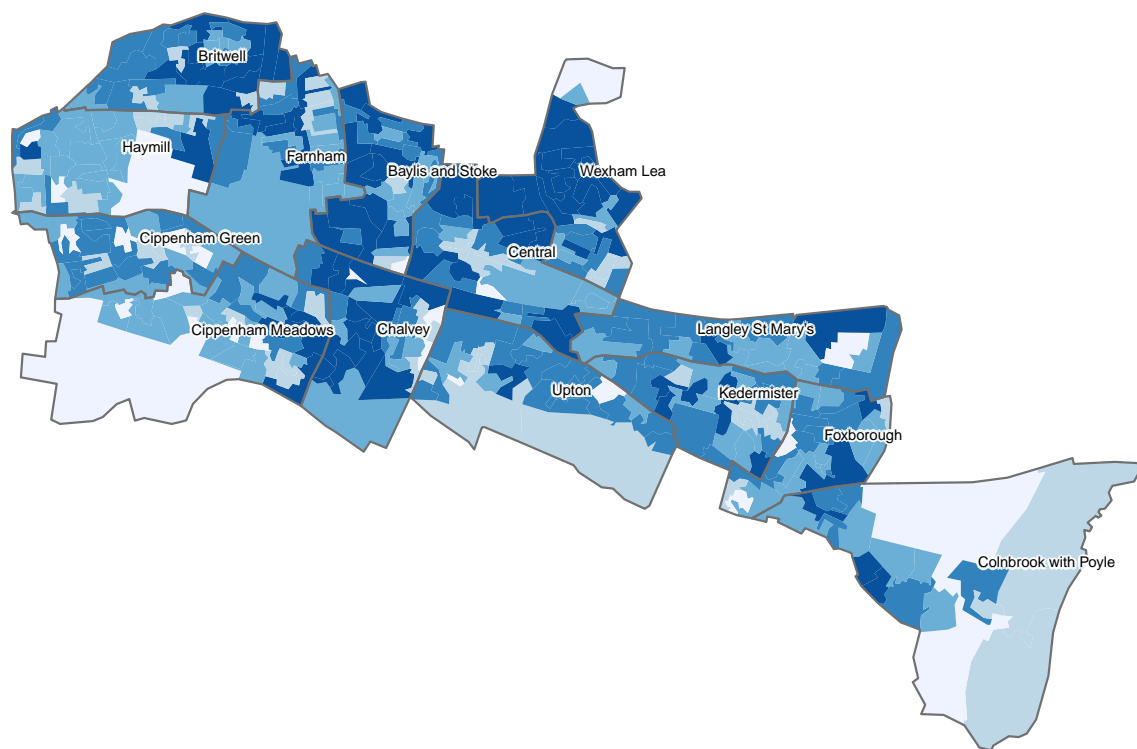 Britwell
Haymill
Farnham
Baylis and Stoke
Wexham Lea
Cippenham Green
Central
Cippenham Meadows
Chalvey
Langley St Mary's
Upton
Kedermister
Foxborough
Colnbrook with Poyle